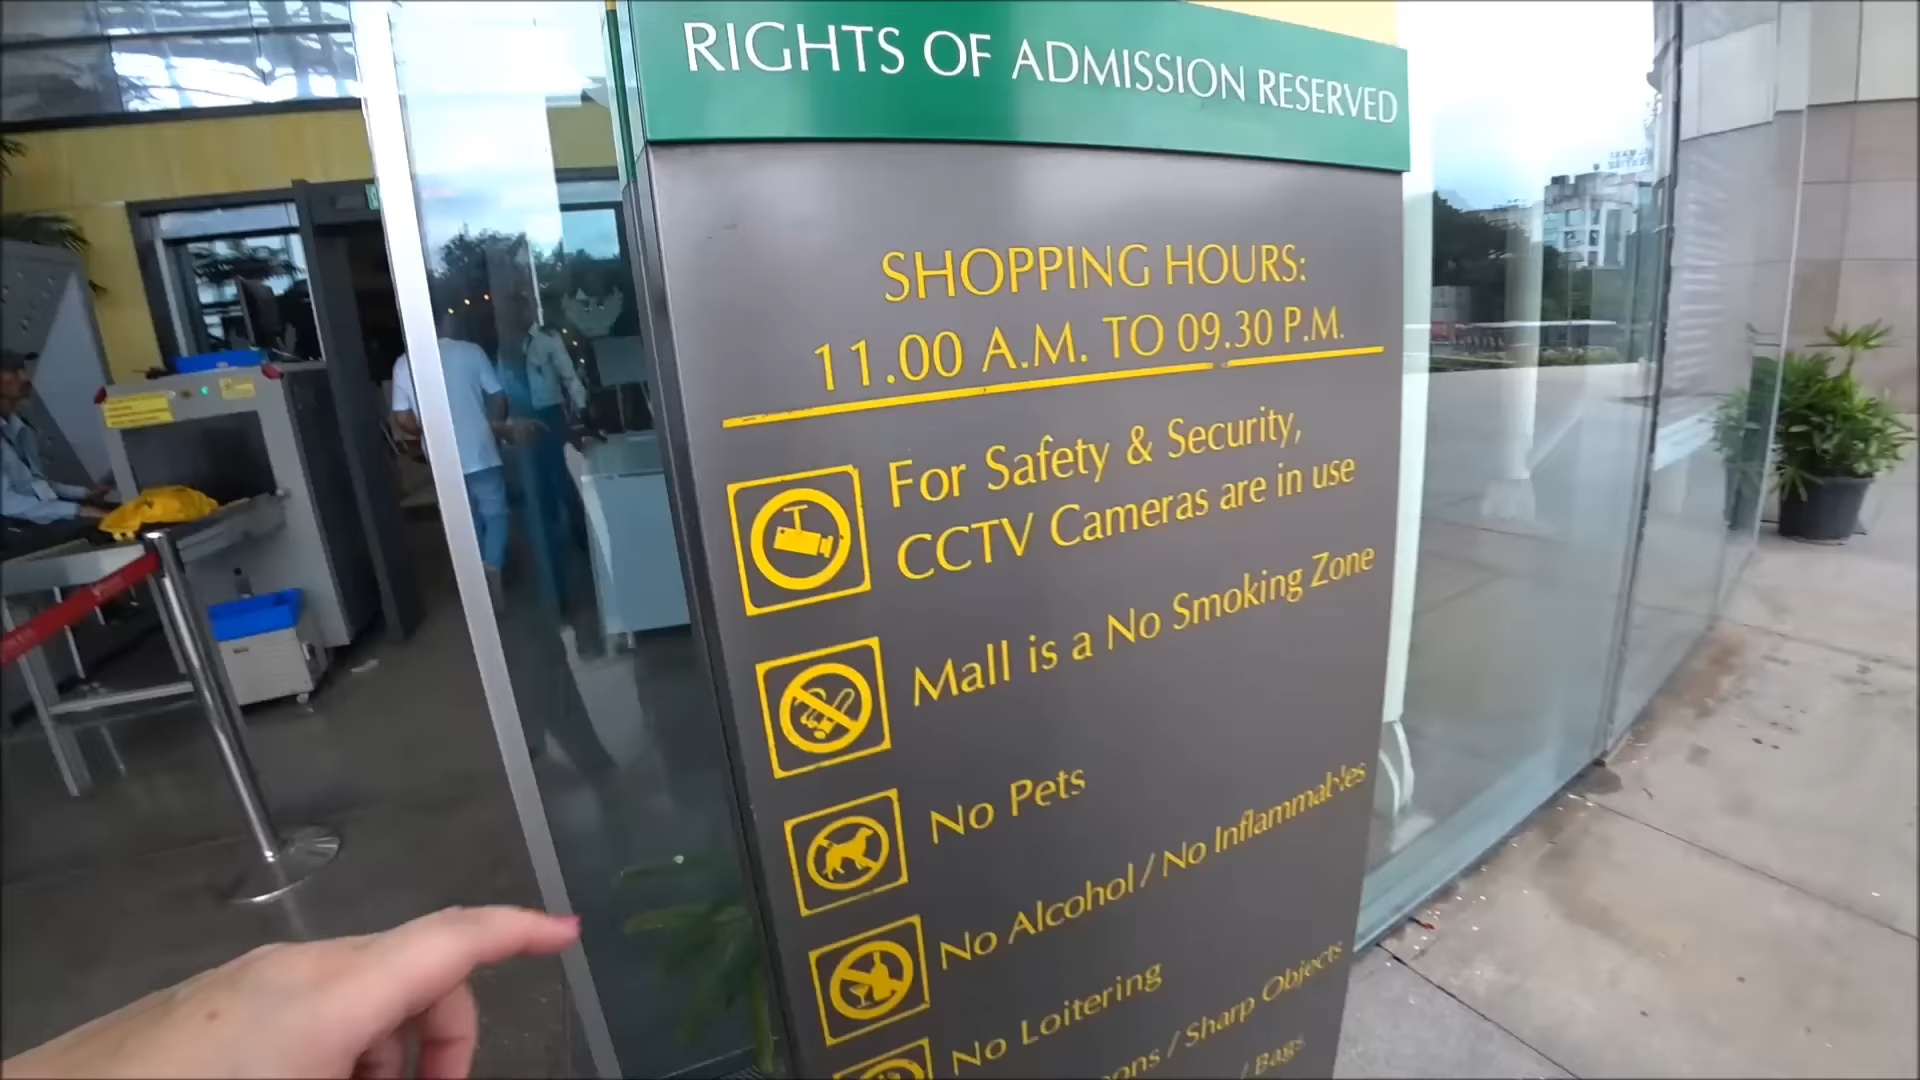 RIGHTS OF ADMISSION RESERVED
SHOPPING HOURS:
11.00 A.M. TO 09.30 P.M.
For Safety & Security,
CCTV Cameras are in use
Mall is a No Smoking Zone
No Pets
No Alcohol / No Inflammables
No Loitering
/ Sharp Objects
/ Bags